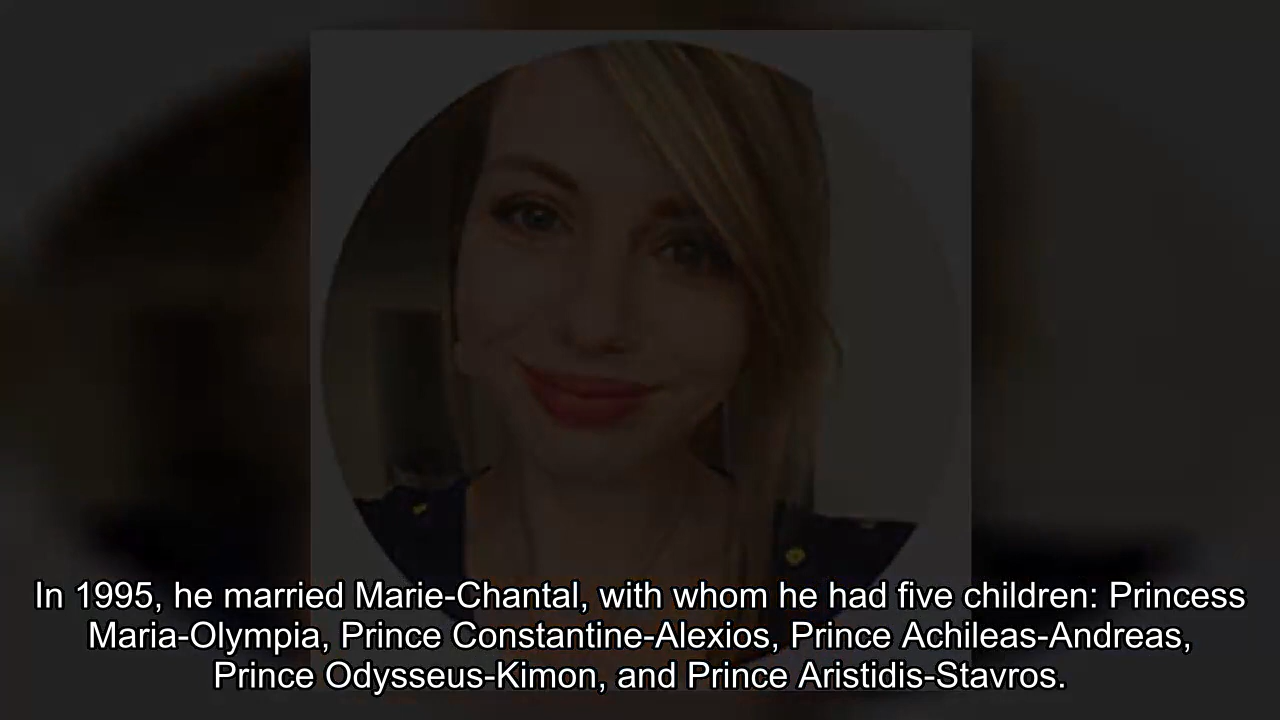 In 1995, he married Marie-Chantal, with whom he had five children: Princess
Maria-Olympia, Prince Constantine-Alexios, Prince Achileas-Andreas,
Prince Odysseus-Kimon, and Prince Aristidis-Stavros.